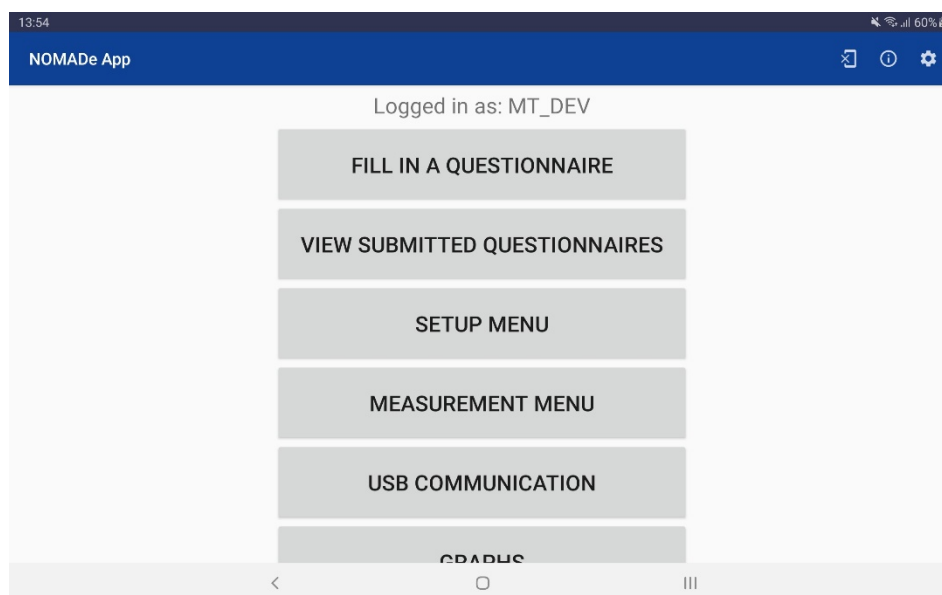 13:54
60%
NOMADe App
Logged in as: MT_DEV
FILL IN A QUESTIONNAIRE
VIEW SUBMITTED QUESTIONNAIRES
SETUP MENU
MEASUREMENT MENU
USB COMMUNICATION
GRAPHS